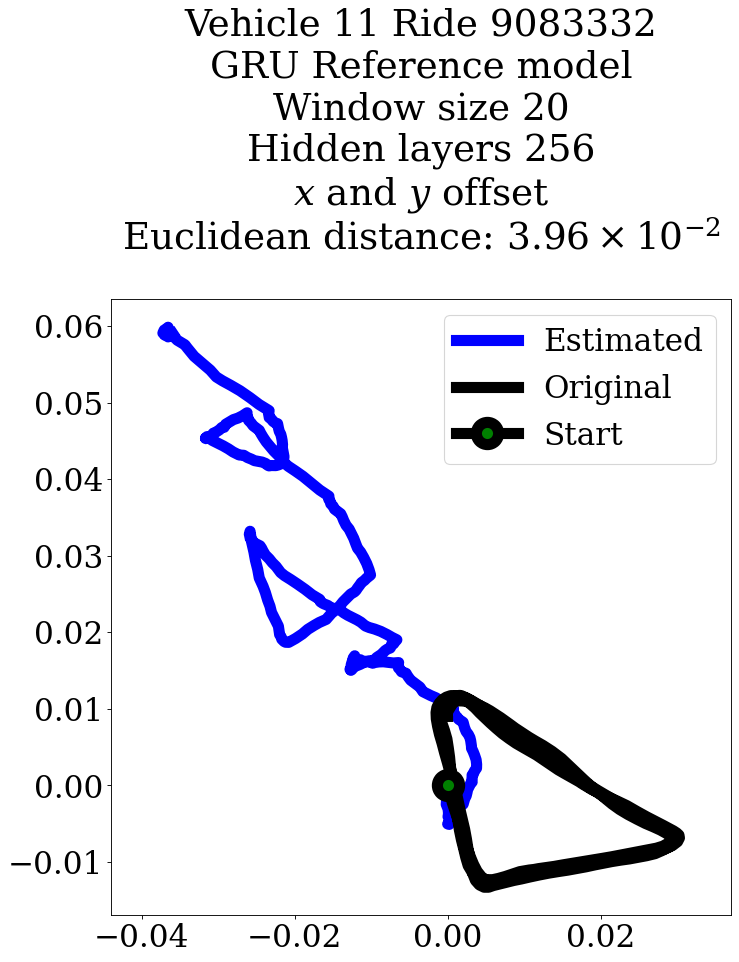 Vehicle 11 Ride 9083332
GRU Reference model
Window size 20
Hidden layers 256
x and y offset
Euclidean distance: 3.96 × 10⁻²
Estimated
Original
Start
0.06
0.05
0.04
0.03
0.02
0.01
0.00
−0.01
−0.04 −0.02 0.00 0.02